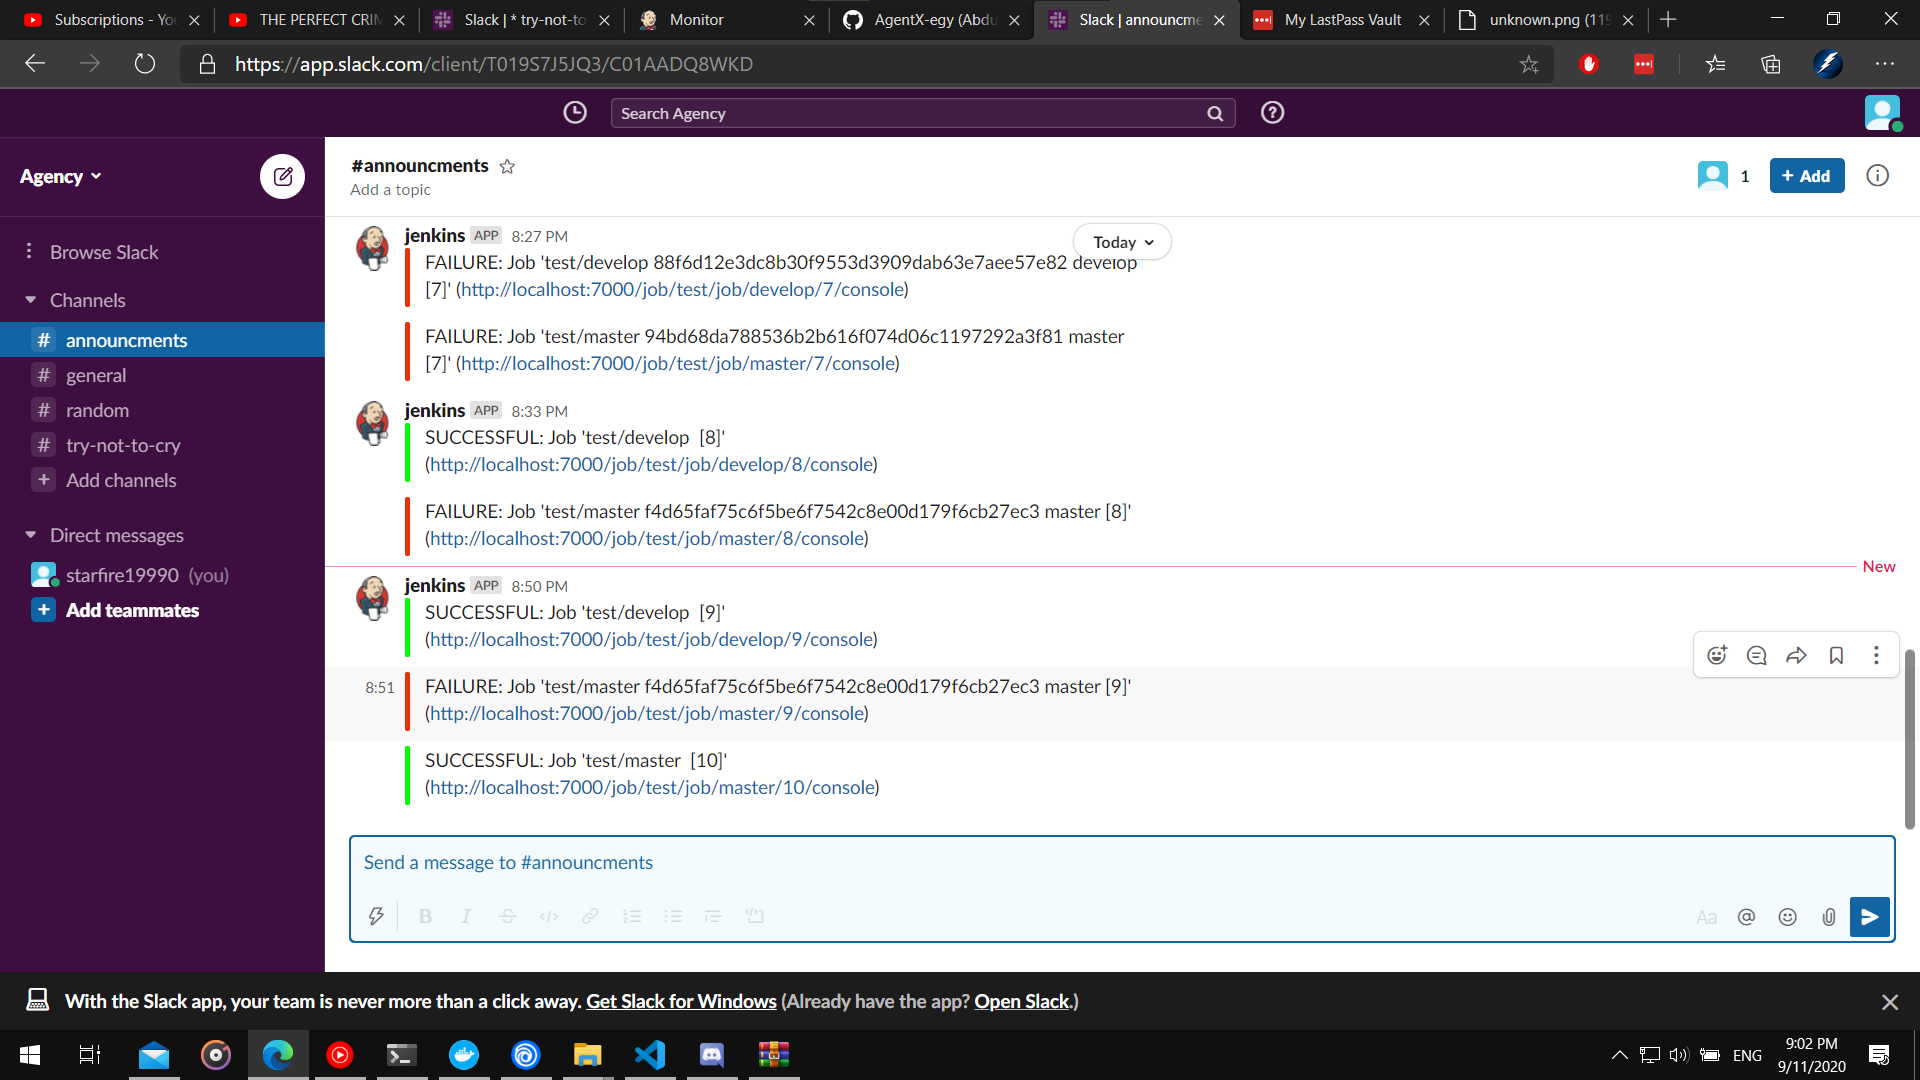 Subscriptions - You
THE PERFECT CRIM
Slack | * try-not-to
Monitor
AgentX-egy (Abdu
Slack | announcme
My LastPass Vault
unknown.png (119
https://app.slack.com/client/T019S7J5JQ3/C01AADQ8WKD
Search Agency
Agency
#announcments
Add a topic
1
+ Add
Browse Slack
Channels
# announcments
# general
# random
# try-not-to-cry
+ Add channels
Direct messages
starfire19990 (you)
+ Add teammates
Today
jenkins APP 8:27 PM
FAILURE: Job 'test/develop 88f6d12e3dc8b30f9553d3909dab63e7aee57e82 develop
[7]' (http://localhost:7000/job/test/job/develop/7/console)
FAILURE: Job 'test/master 94bd68da788536b2b616f074d06c1197292a3f81 master
[7]' (http://localhost:7000/job/test/job/master/7/console)
jenkins APP 8:33 PM
SUCCESSFUL: Job 'test/develop [8]'
(http://localhost:7000/job/test/job/develop/8/console)
FAILURE: Job 'test/master f4d65faf75c6f5be6f7542c8e00d179f6cb27ec3 master [8]'
(http://localhost:7000/job/test/job/master/8/console)
New
jenkins APP 8:50 PM
SUCCESSFUL: Job 'test/develop [9]'
(http://localhost:7000/job/test/job/develop/9/console)
8:51 FAILURE: Job 'test/master f4d65faf75c6f5be6f7542c8e00d179f6cb27ec3 master [9]'
(http://localhost:7000/job/test/job/master/9/console)
SUCCESSFUL: Job 'test/master [10]'
(http://localhost:7000/job/test/job/master/10/console)
Send a message to #announcments
B I S
Aa @
With the Slack app, your team is never more than a click away. Get Slack for Windows (Already have the app? Open Slack.)
ENG
9:02 PM
9/11/2020